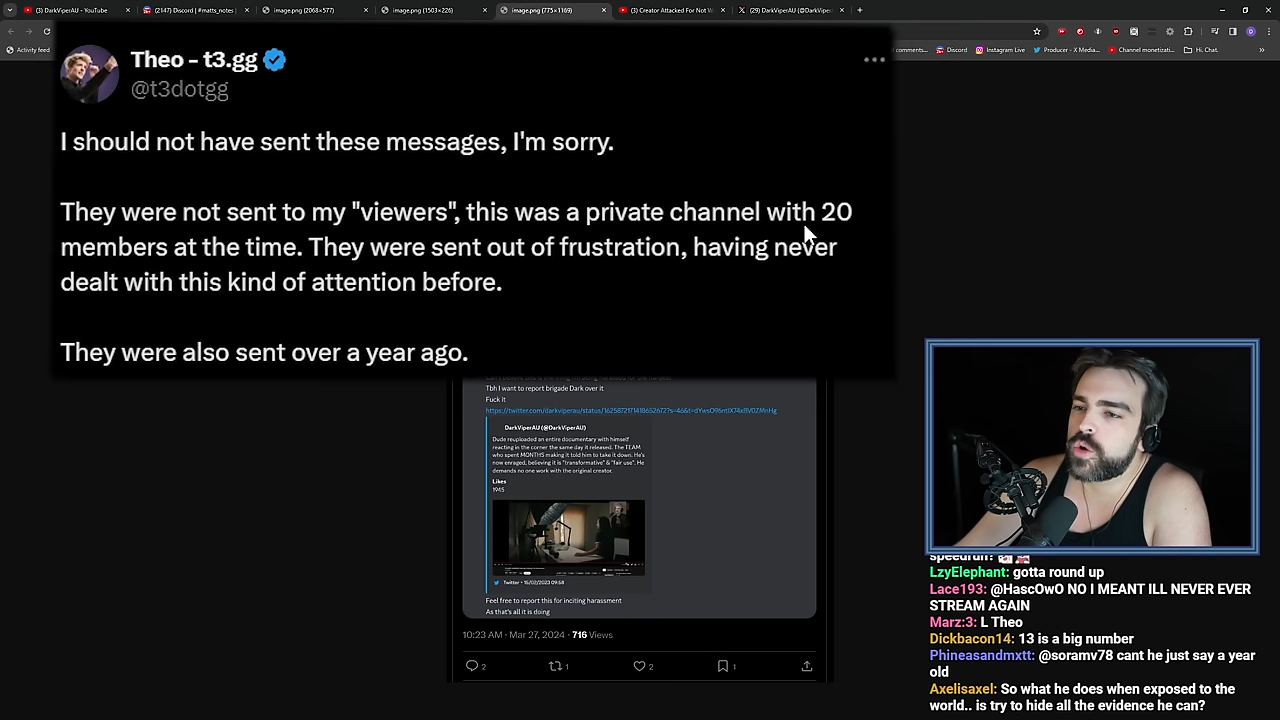 (3) DarkViperAU - YouTube
(2147) Discord | #matts_notes |
image.png (2068×577)
image.png (1503×226)
image.png (775×1169)
(3) Creator Attacked For Not W
(29) DarkViperAU (@DarkViper
Activity feed
comments...
Discord
Instagram Live
Producer - X Media...
Channel monetizati...
Hi. Chat.
Theo - t3.gg
@t3dotgg
I should not have sent these messages, I'm sorry.
They were not sent to my "viewers", this was a private channel with 20
members at the time. They were sent out of frustration, having never
dealt with this kind of attention before.
They were also sent over a year ago.
Tbh I want to report brigade Dark over it
Fuck it
DarkViperAU (@DarkViperAU)
Dude reuploaded an entire documentary with himself
reacting in the corner the same day it released. The TEAM
who spent MONTHS making it told him to take it down. He's
now enraged, believing it is "transformative" & "fair use". He
demands no one work with the original creator.
Likes
1945
Twitter • 15/02/2023 09:58
Feel free to report this for inciting harassment
As that's all it is doing
10:23 AM · Mar 27, 2024 · 716 Views
2
1
2
1
speedrun?
LzyElephant: gotta round up
Lace193: @HascOwO NO I MEANT ILL NEVER EVER
STREAM AGAIN
Marz:3: L Theo
Dickbacon14: 13 is a big number
Phineasandmxtt: @soramv78 cant he just say a year
old
Axelisaxel: So what he does when exposed to the
world.. is try to hide all the evidence he can?